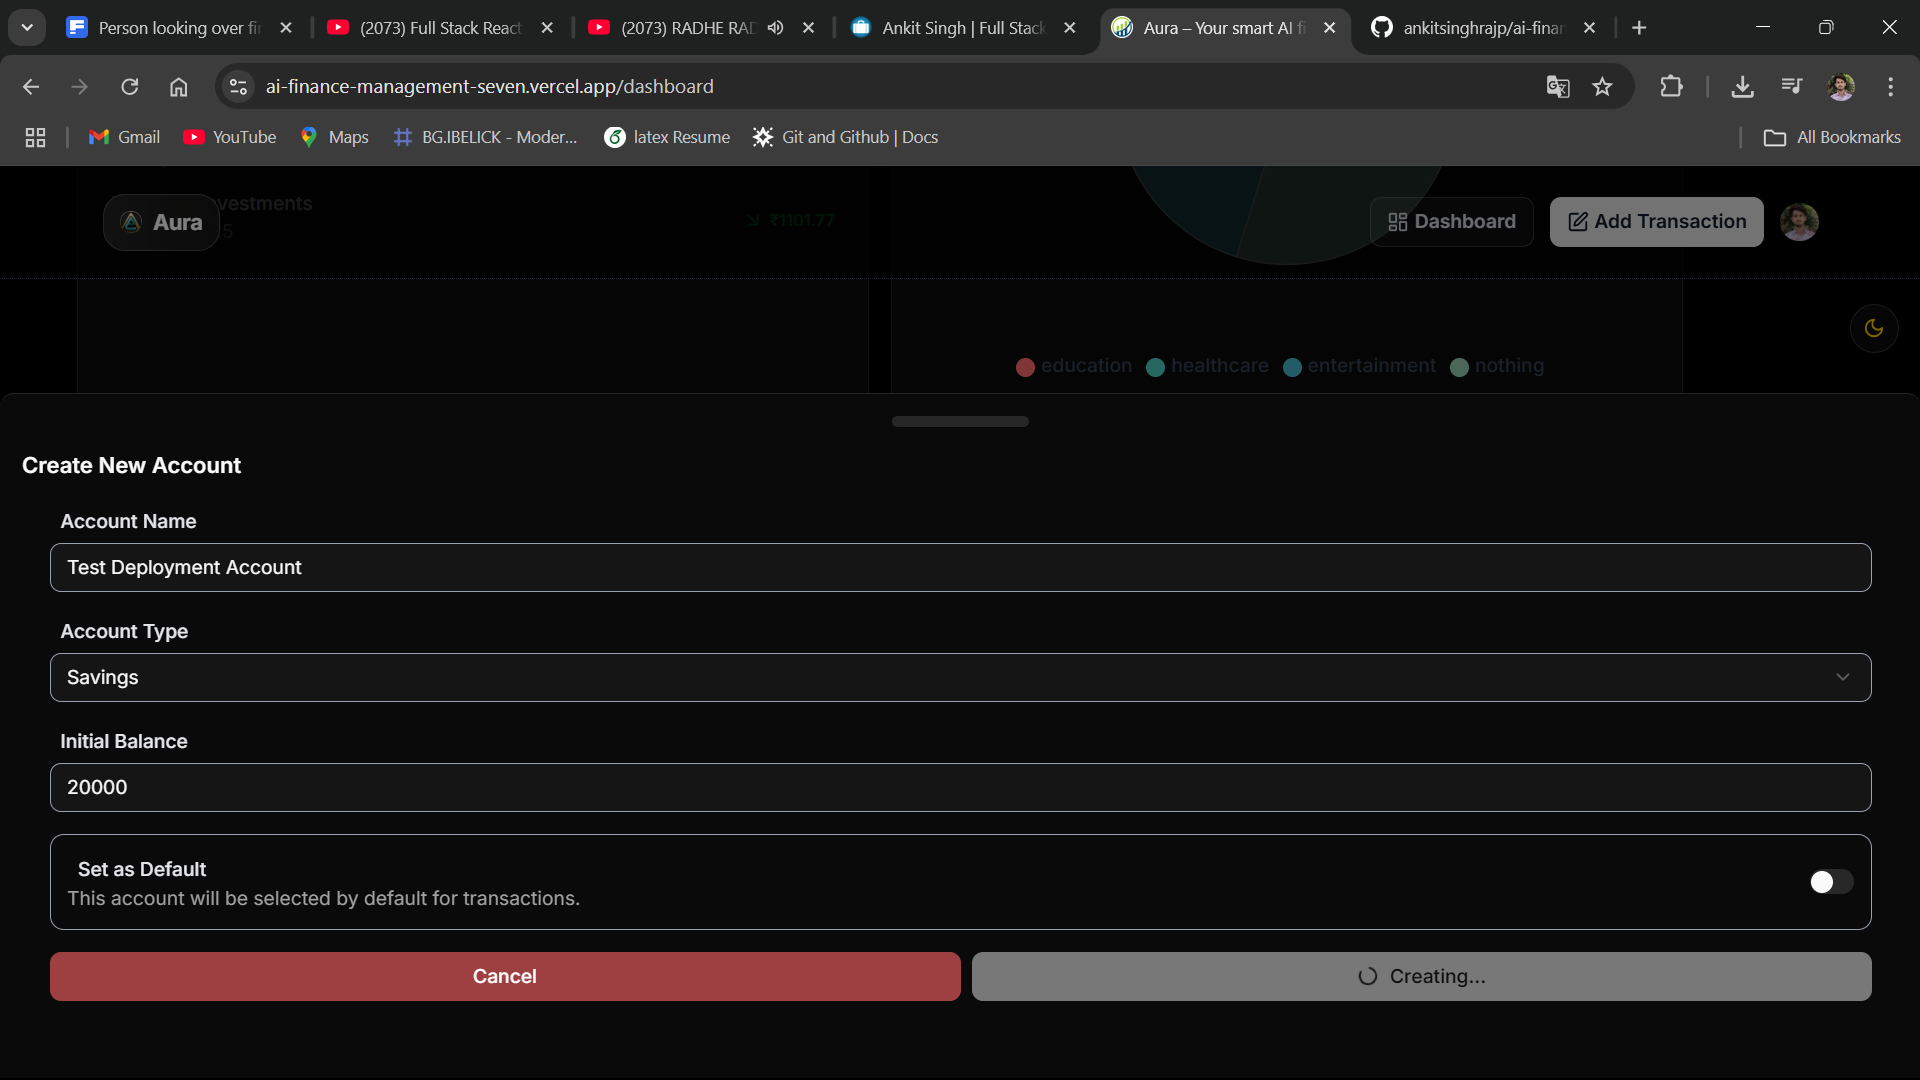 Person looking over fi
(2073) Full Stack React
(2073) RADHE RAD
Ankit Singh | Full Stack
Aura – Your smart AI fi
ankitsinghrajp/ai-finan
ai-finance-management-seven.vercel.app/dashboard
Gmail
YouTube
Maps
BG.IBELICK - Moder...
latex Resume
Git and Github | Docs
All Bookmarks
Aura
vestments
5
₹1101.77
Dashboard
Add Transaction
education
healthcare
entertainment
nothing
Create New Account
Account Name
Test Deployment Account
Account Type
Savings
Initial Balance
20000
Set as Default
This account will be selected by default for transactions.
Cancel
Creating...